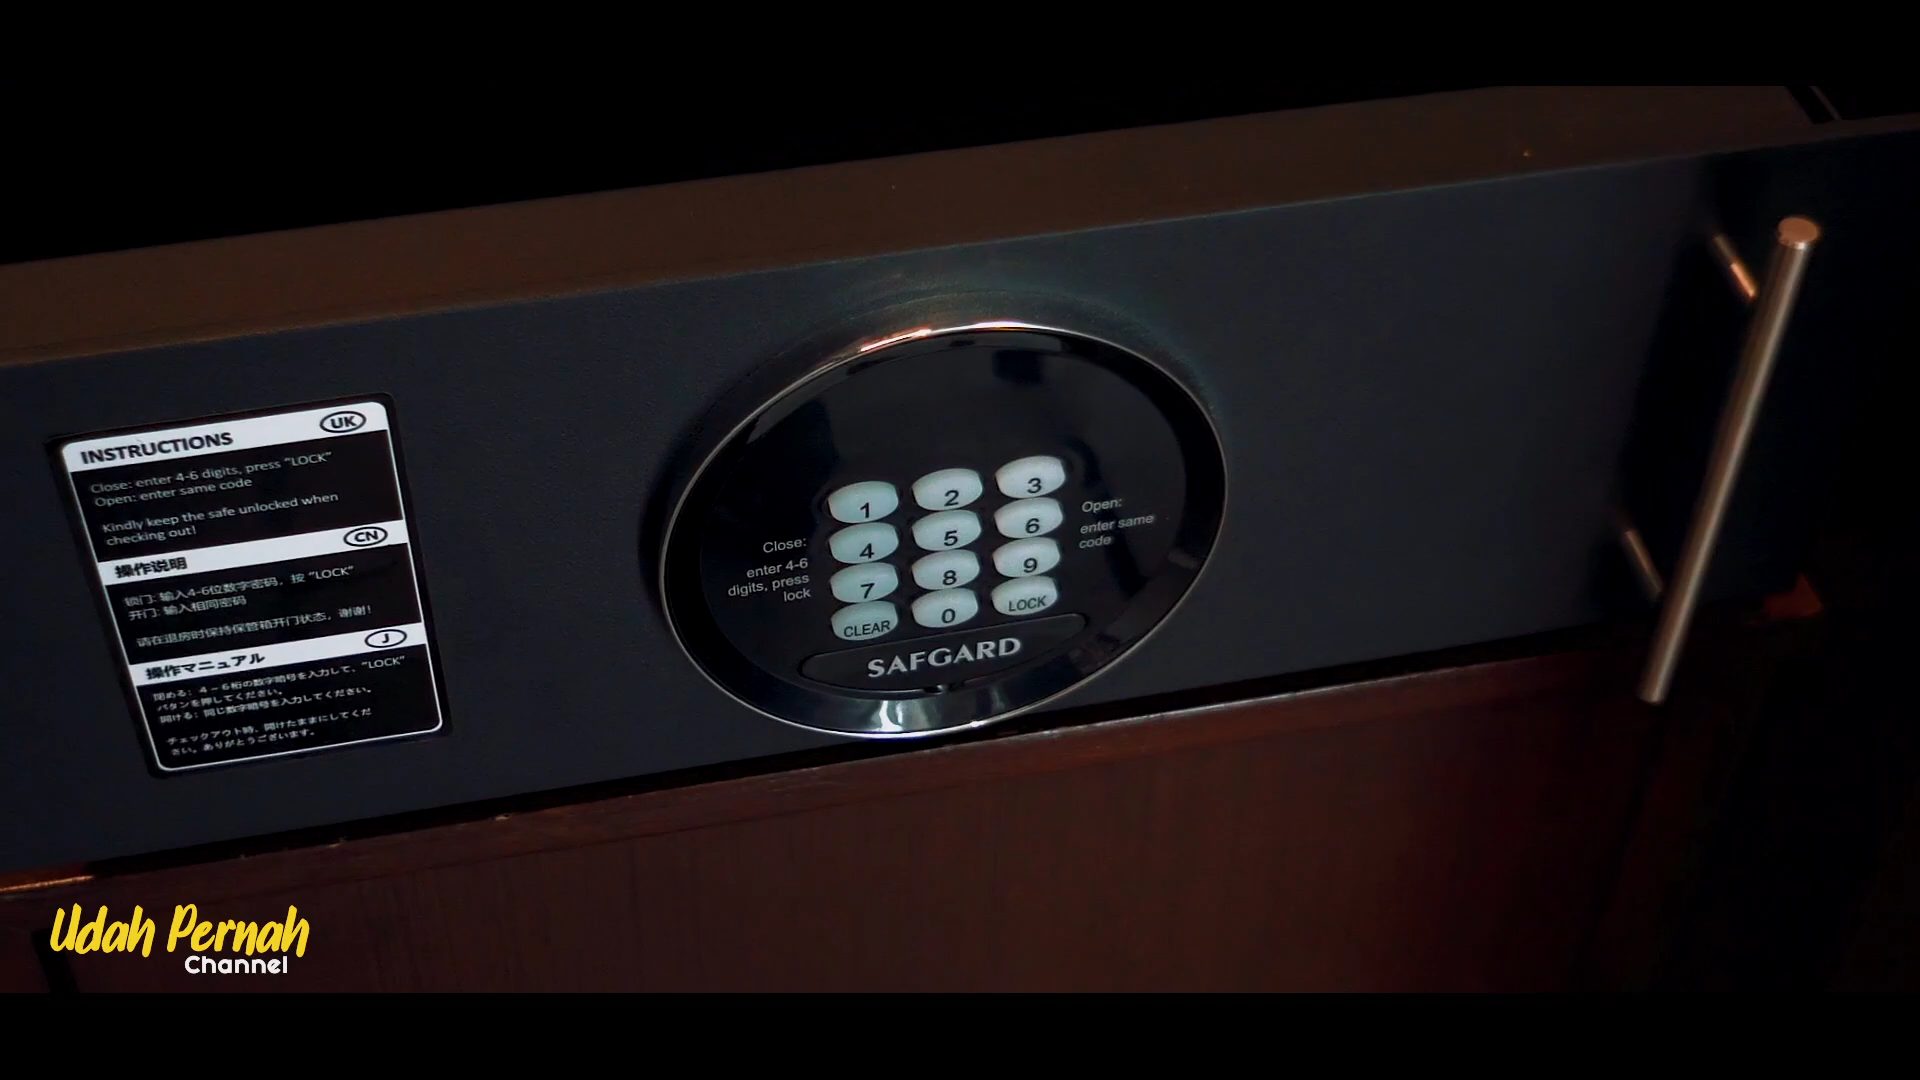 INSTRUCTIONS UK
Close: enter 4-6 digits, press “LOCK”
Open: enter same code
Kindly keep the safe unlocked when
checking out!
操作说明 CN
锁门: 输入4-6位数字密码，按 “LOCK”
开门: 输入相同密码
请在退房时保持保管箱开门状态，谢谢!
操作マニュアル J
閉める: 4－6桁の数字暗号を入力して、“LOCK”
バタンを押してください。
開ける: 同じ数字暗号を入力してください。
チェックアウト時、開けたままにしてくだ
さい。ありがとうございます。
Close:
enter 4-6
digits, press
lock
1 2 3
4 5 6
7 8 9
CLEAR 0 LOCK
Open:
enter same
code
SAFGARD
Udah Pernah
Channel